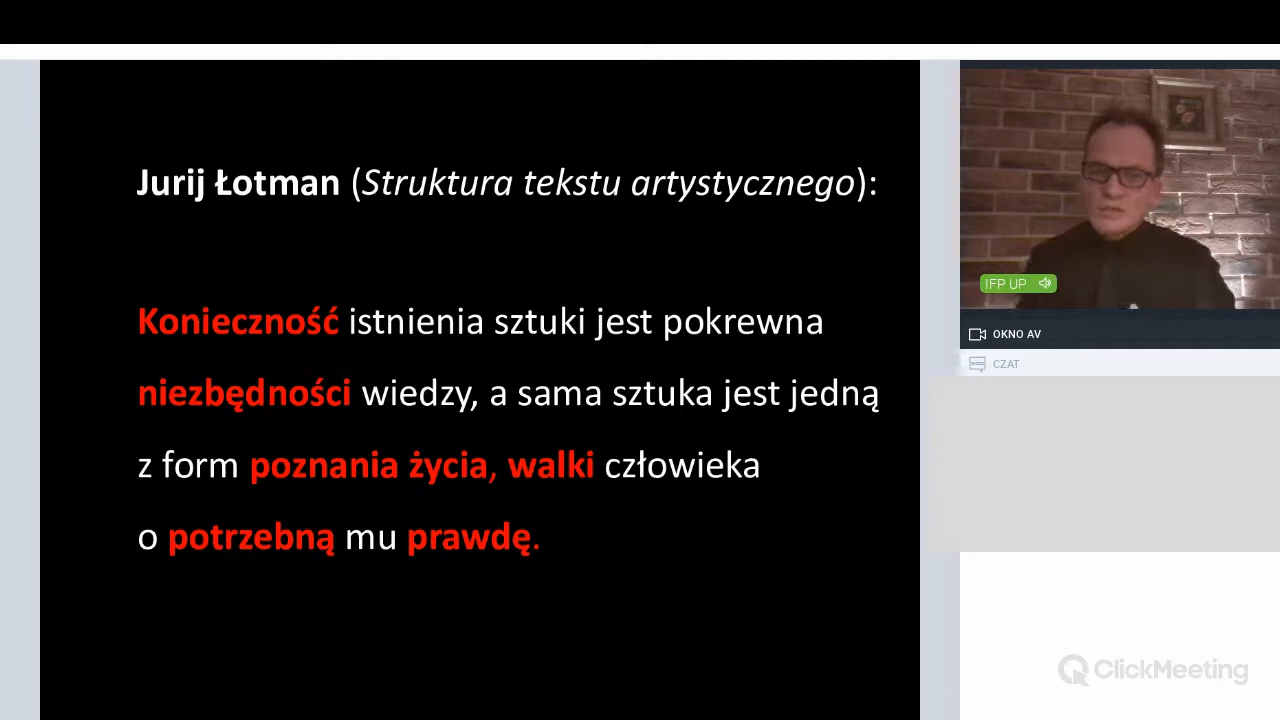 Jurij Łotman (Struktura tekstu artystycznego):
Konieczność istnienia sztuki jest pokrewna
niezbędności wiedzy, a sama sztuka jest jedną
z form poznania życia, walki człowieka
o potrzebną mu prawdę.
IFP UP
OKNO AV
CZAT
ClickMeeting